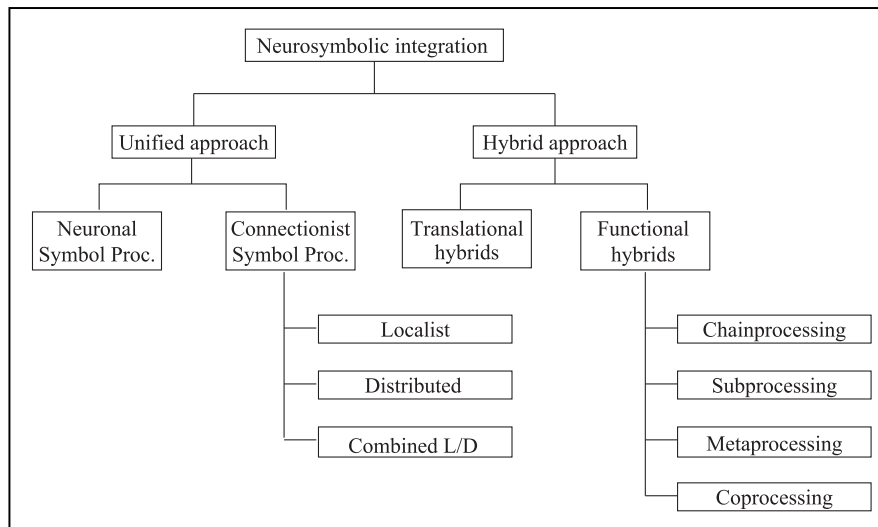 Neurosymbolic integration
Unified approach
Hybrid approach
Neuronal
Symbol Proc.
Connectionist
Symbol Proc.
Translational
hybrids
Functional
hybrids
Localist
Distributed
Combined L/D
Chainprocessing
Subprocessing
Metaprocessing
Coprocessing